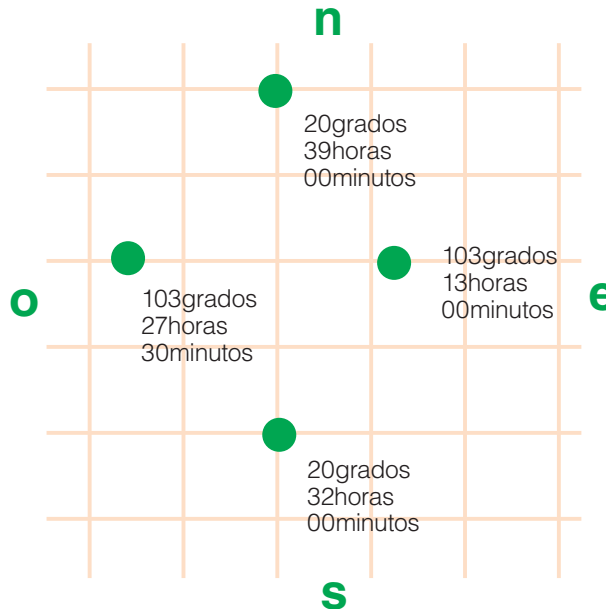 n
20grados
39horas
00minutos
103grados
13horas
00minutos
o
e
103grados
27horas
30minutos
20grados
32horas
00minutos
s